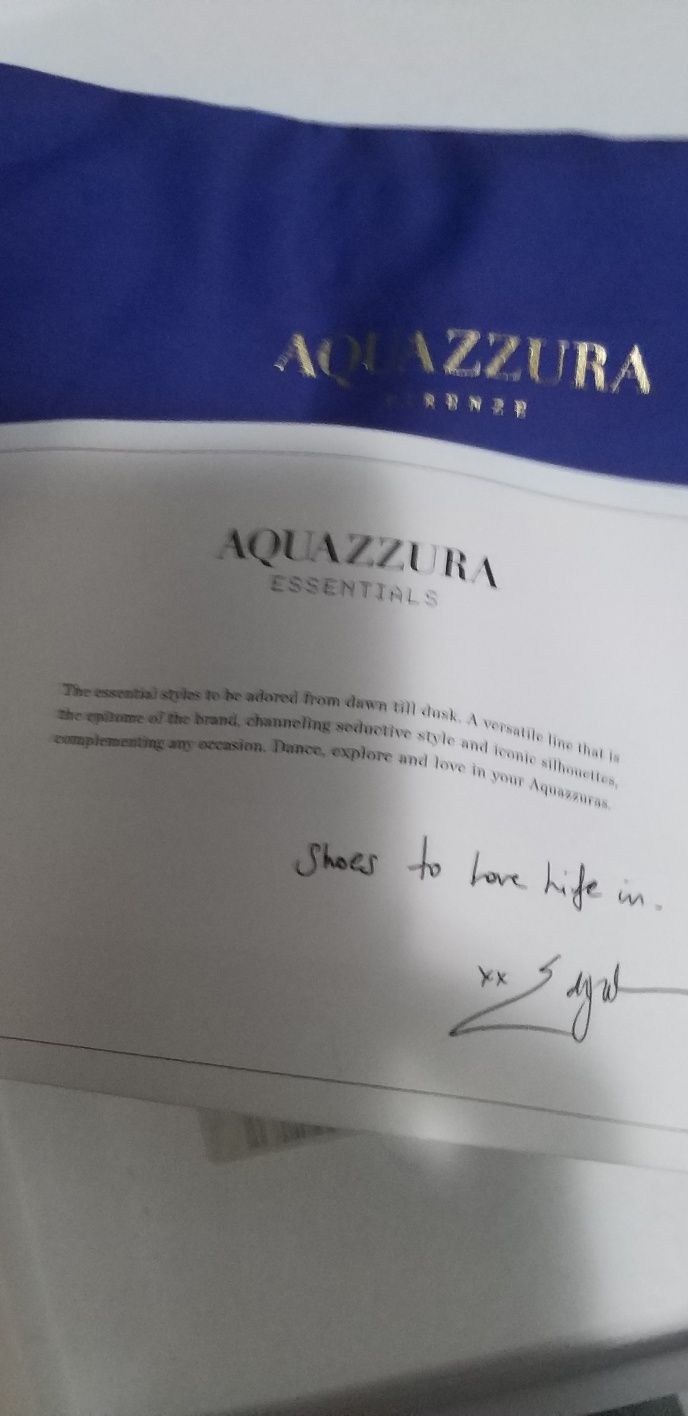 AQUAZZURA
FIRENZE
AQUAZZURA
ESSENTIALS
The essential styles to be adored from dawn till dusk. A versatile line that is
the epitome of the brand, channeling seductive style and iconic silhouettes,
complementing any occasion. Dance, explore and love in your Aquazzuras.
Shoes to Love Life in.
xx